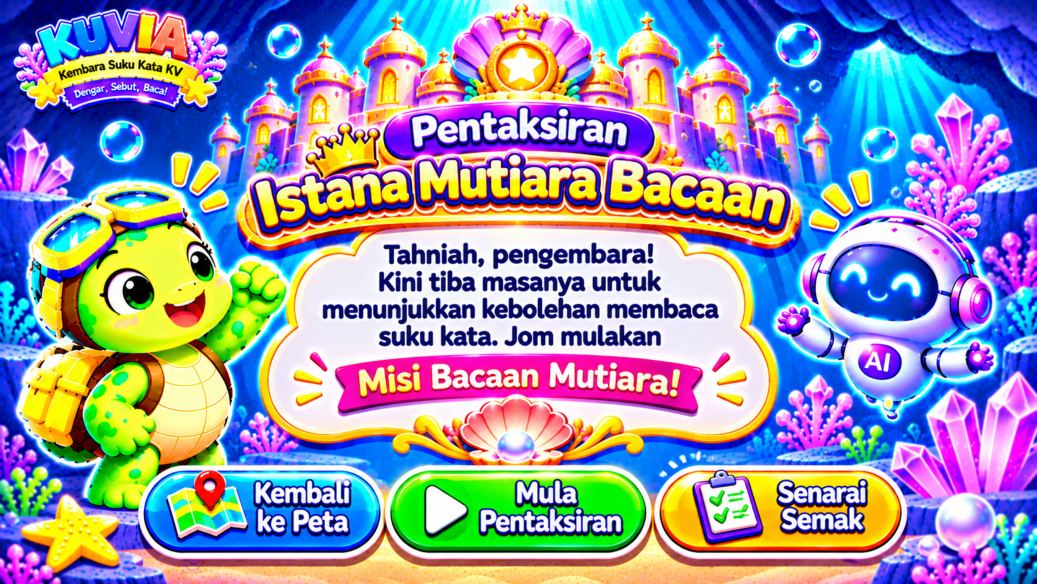 KUVIA
Kembara Suku Kata KV
Dengar, Sebut, Baca!
Pentaksiran
Istana Mutiara Bacaan
Tahniah, pengembara!
Kini tiba masanya untuk
menunjukkan kebolehan membaca
suku kata. Jom mulakan
Misi Bacaan Mutiara!
AI
Kembali
ke Peta
Mula
Pentaksiran
Senarai
Semak